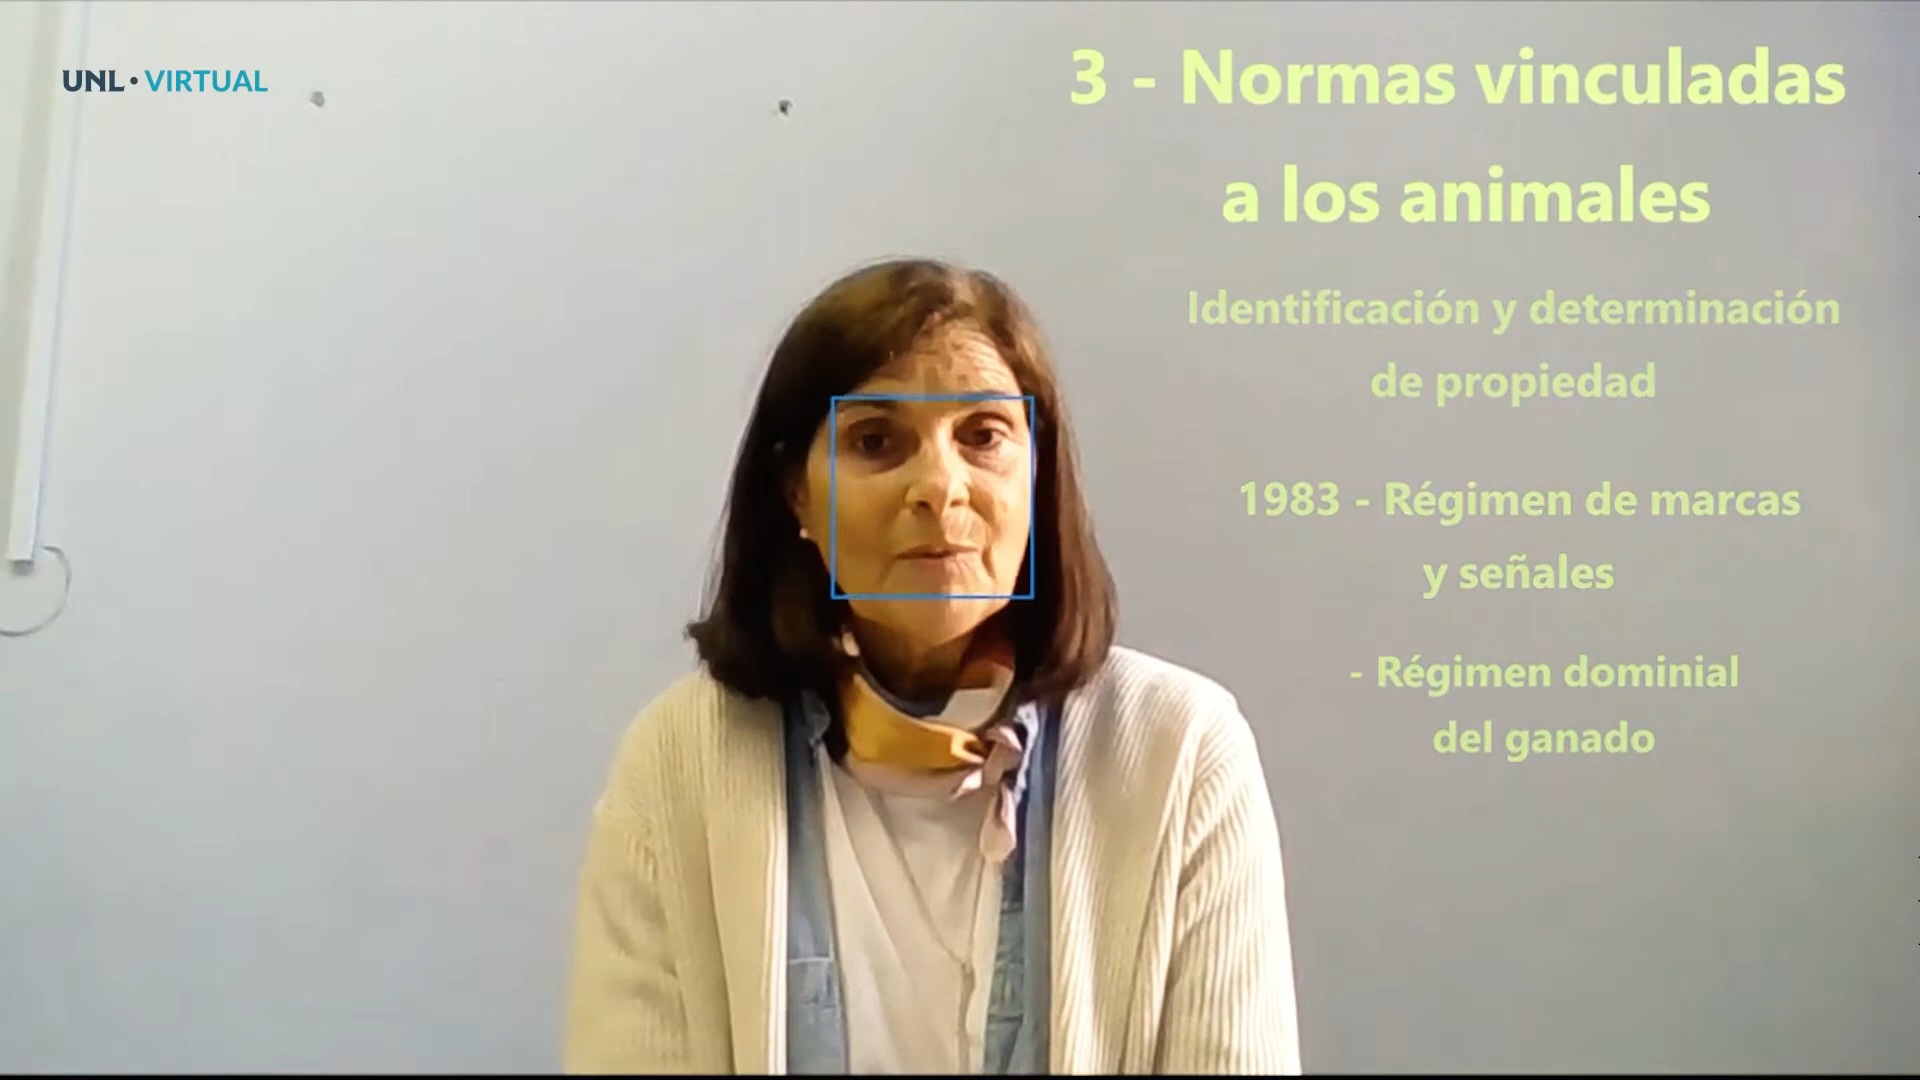 UNL•VIRTUAL
3 - Normas vinculadas
a los animales
Identificación y determinación
de propiedad
1983 - Régimen de marcas
y señales
- Régimen dominial
del ganado